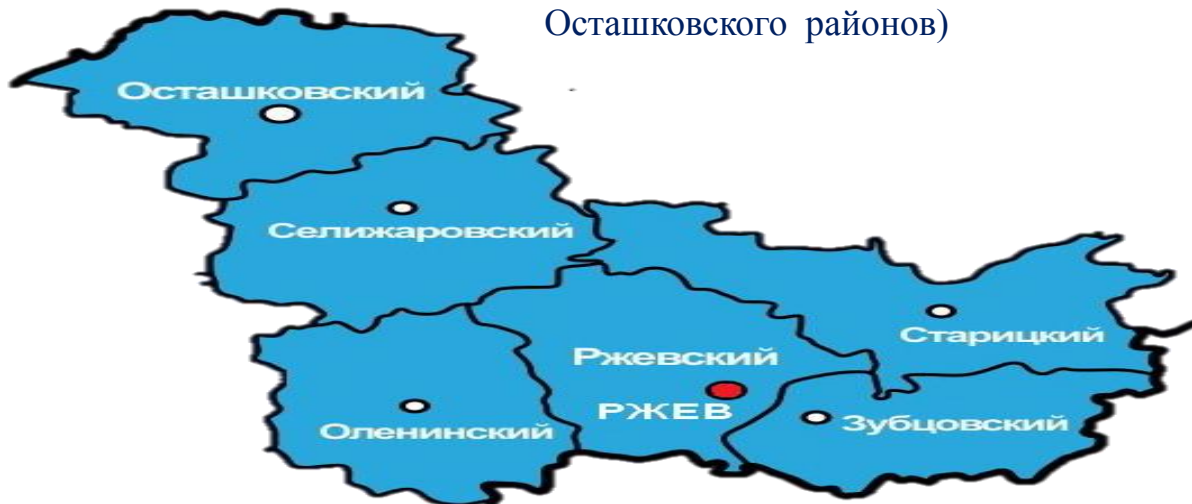 Осташковского районов)
Осташковский
Селижаровский
Старицкий
Ржевский
РЖЕВ
Зубцовский
Оленинский